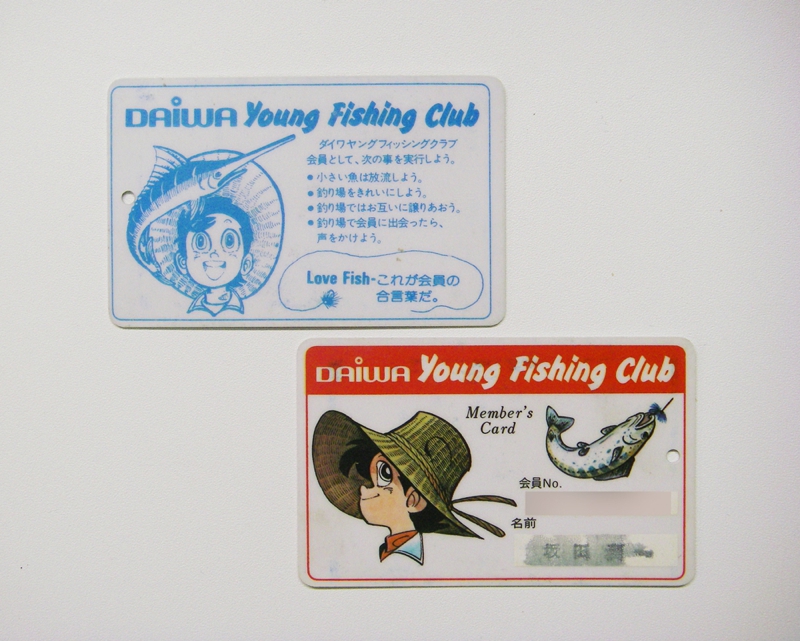 DAIWA Young Fishing Club
ダイワヤングフィッシングクラブ
会員として、次の事を実行しよう。
●小さい魚は放流しよう。
●釣り場をきれいにしよう。
●釣り場ではお互いに譲りあおう。
●釣り場で会員に出会ったら、
声をかけよう。
Love Fish-これが会員の
合言葉だ。
DAIWA Young Fishing Club
Member's
Card
会員No.
名前
坂田